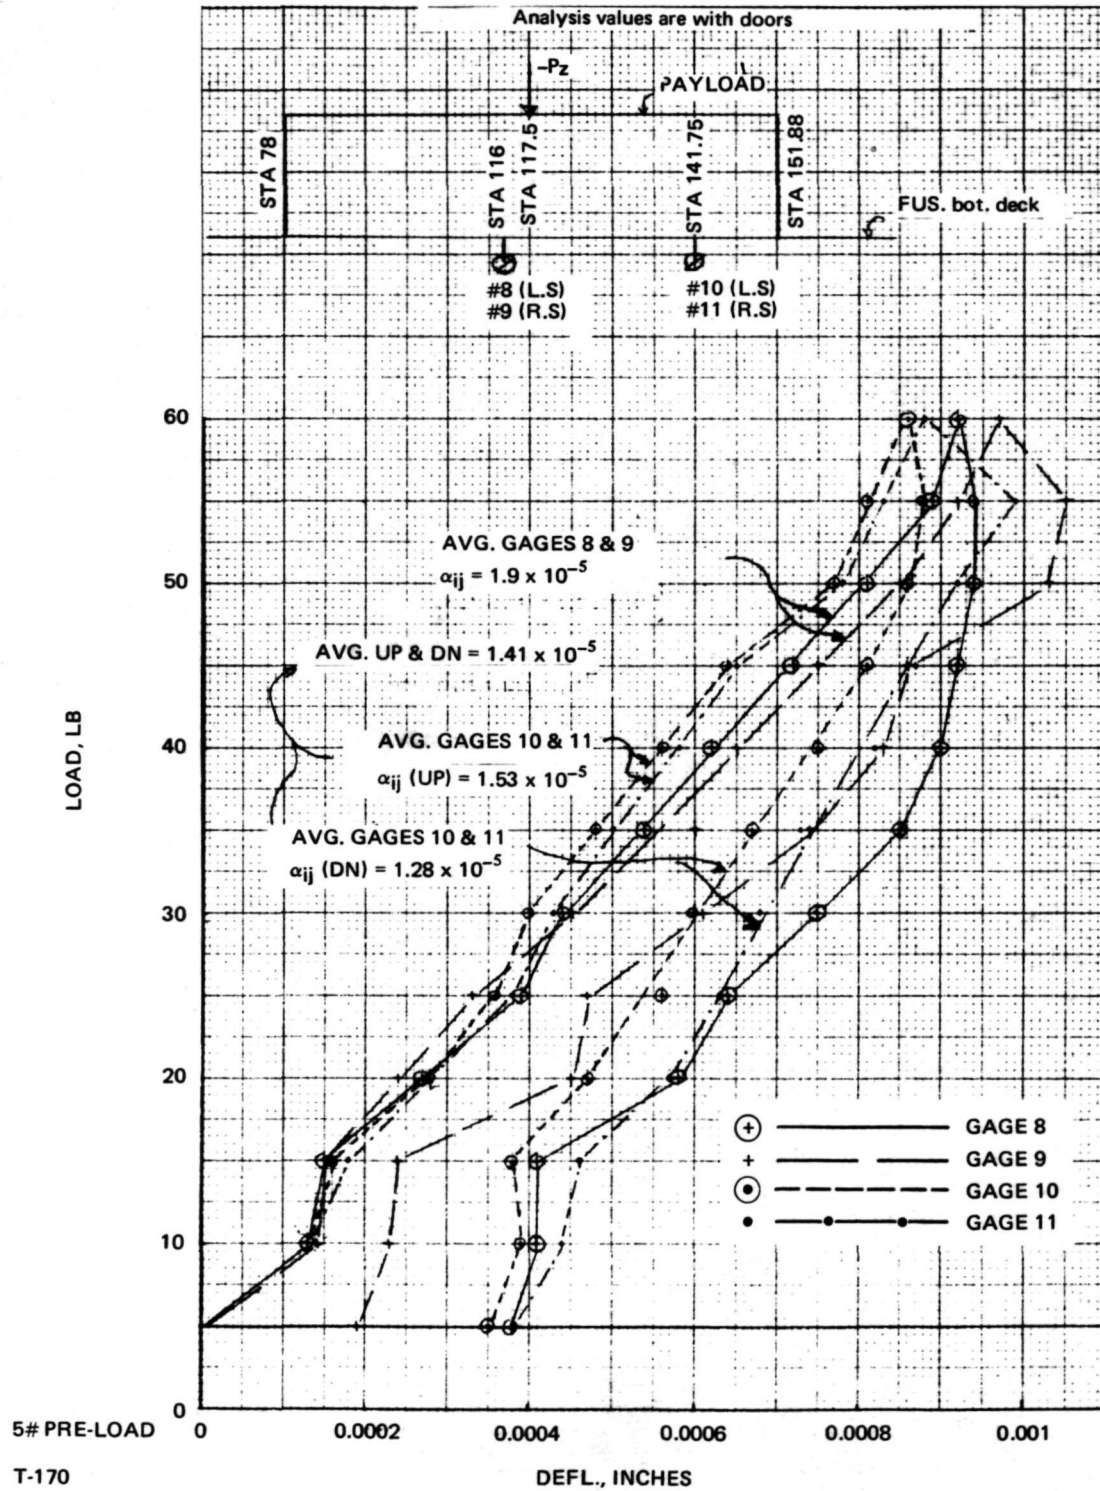 Analysis values are with doors
-Pz
PAYLOAD
STA 78
STA 116
STA 117.5
STA 141.75
STA 151.88
FUS. bot. deck
#8 (L.S)
#9 (R.S)
#10 (L.S)
#11 (R.S)
60
AVG. GAGES 8 & 9
αij = 1.9 x 10⁻⁵
50
AVG. UP & DN = 1.41 x 10⁻⁵
LOAD, LB
40
AVG. GAGES 10 & 11
αij (UP) = 1.53 x 10⁻⁵
AVG. GAGES 10 & 11
αij (DN) = 1.28 x 10⁻⁵
30
20
GAGE 8
GAGE 9
GAGE 10
GAGE 11
10
0
5# PRE-LOAD
0 0.0002 0.0004 0.0006 0.0008 0.001
T-170
DEFL., INCHES